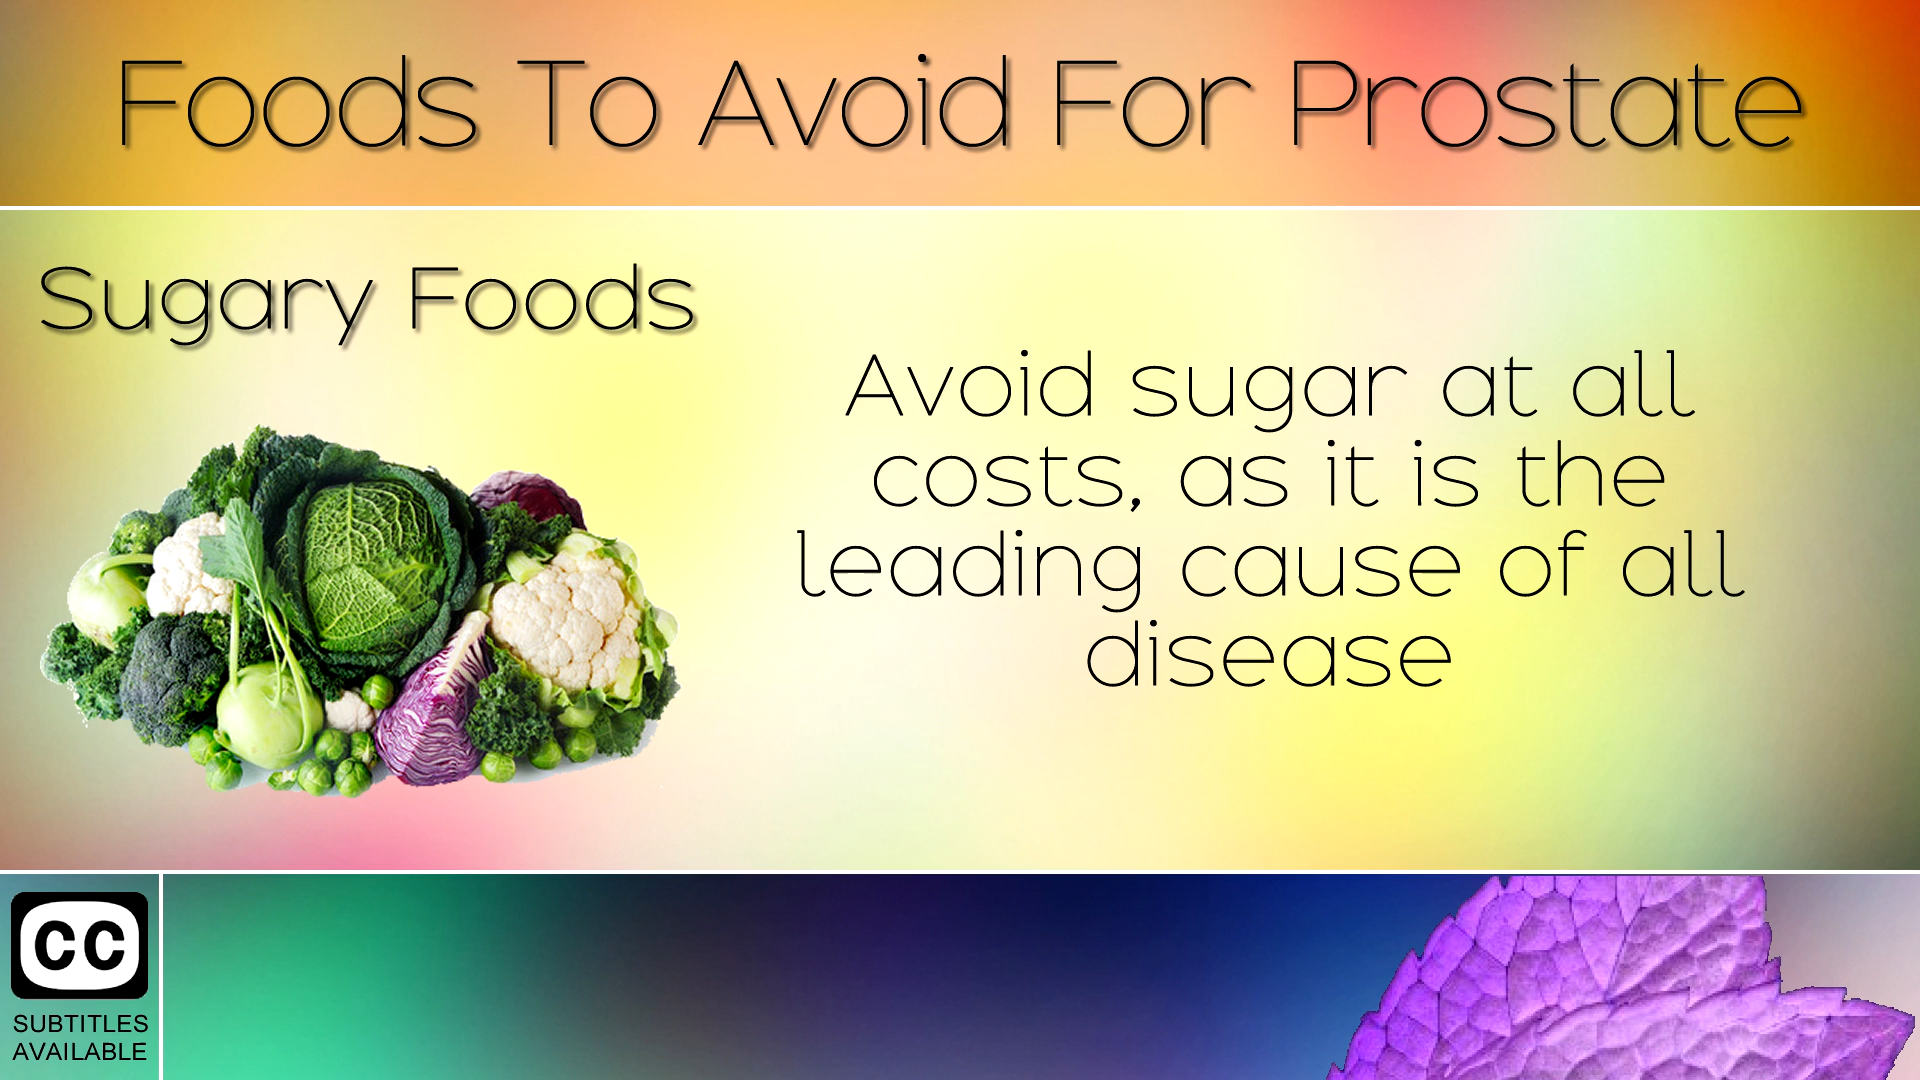 Foods To Avoid For Prostate
Sugary Foods
Avoid sugar at all
costs, as it is the
leading cause of all
disease
CC
SUBTITLES
AVAILABLE